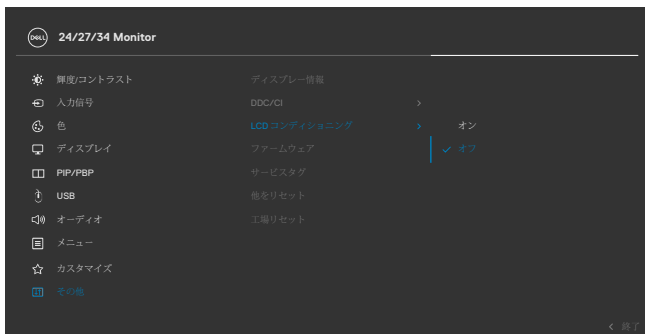 DELL
24/27/34 Monitor
輝度/コントラスト
ディスプレー情報
入力信号
DDC/CI
色
LCD コンディショニング
オン
ディスプレイ
ファームウェア
オフ
PIP/PBP
サービスタグ
USB
他をリセット
オーディオ
工場リセット
メニュー
カスタマイズ
その他
終了